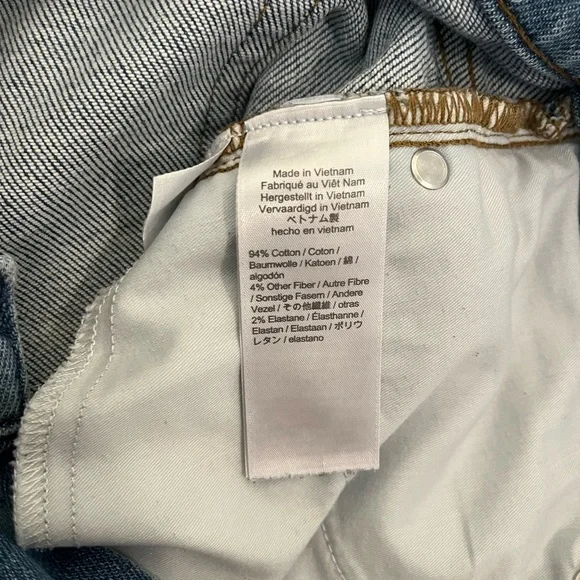 Made in Vietnam
Fabriqué au Việt Nam
Hergestellt in Vietnam
Vervaardigd in Vietnam
ベトナム製
hecho en vietnam
94% Cotton / Coton /
Baumwolle / Katoen / 綿 /
algodón
4% Other Fiber / Autre Fibre
/ Sonstige Fasern / Andere
Vezel / その他繊維 / otras
2% Elastane / Élasthanne /
Elastan / Elastaan / ポリウ
レタン / elastano